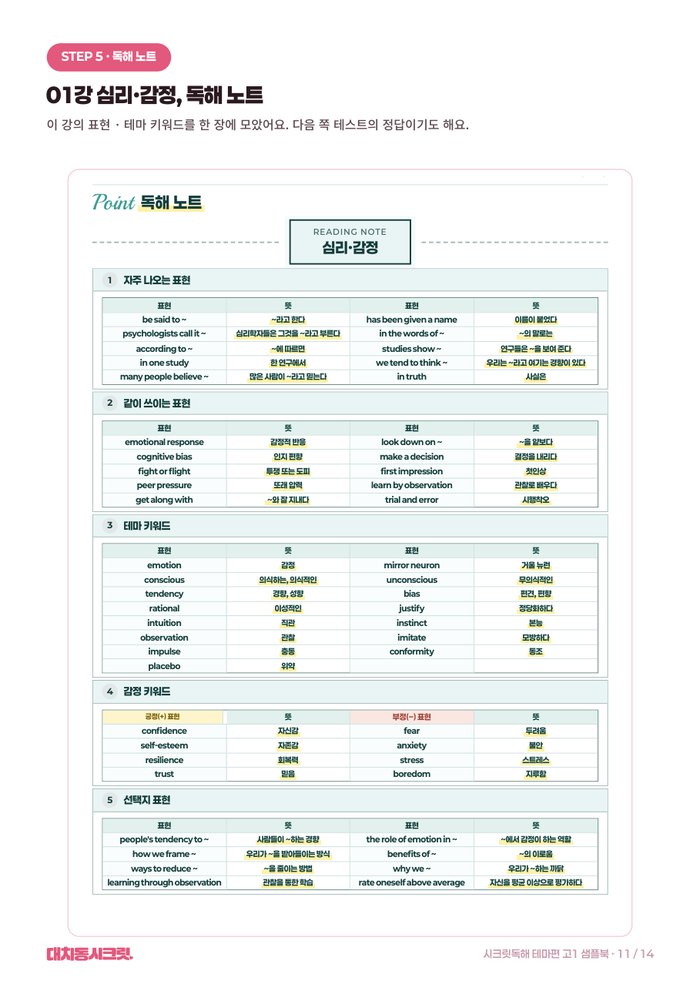 STEP 5 · 독해 노트
01강 심리·감정, 독해 노트
이 강의 표현 · 테마 키워드를 한 장에 모았어요. 다음 쪽 테스트의 정답이기도 해요.
Point 독해 노트
READING NOTE
심리·감정
1 자주 나오는 표현
표현 뜻 표현 뜻
be said to ~ ~라고 한다 has been given a name 이름이 붙었다
psychologists call it ~ 심리학자들은 그것을 ~라고 부른다 in the words of ~ ~의 말로는
according to ~ ~에 따르면 studies show ~ 연구들은 ~을 보여 준다
in one study 한 연구에서 we tend to think ~ 우리는 ~라고 여기는 경향이 있다
many people believe ~ 많은 사람이 ~라고 믿는다 in truth 사실은
2 같이 쓰이는 표현
표현 뜻 표현 뜻
emotional response 감정적 반응 look down on ~ ~을 얕보다
cognitive bias 인지 편향 make a decision 결정을 내리다
fight or flight 투쟁 또는 도피 first impression 첫인상
peer pressure 또래 압력 learn by observation 관찰로 배우다
get along with ~와 잘 지내다 trial and error 시행착오
3 테마 키워드
표현 뜻 표현 뜻
emotion 감정 mirror neuron 거울 뉴런
conscious 의식하는, 의식적인 unconscious 무의식적인
tendency 경향, 성향 bias 편견, 편향
rational 이성적인 justify 정당화하다
intuition 직관 instinct 본능
observation 관찰 imitate 모방하다
impulse 충동 conformity 동조
placebo 위약
4 감정 키워드
긍정(+) 표현 뜻 부정(−) 표현 뜻
confidence 자신감 fear 두려움
self-esteem 자존감 anxiety 불안
resilience 회복력 stress 스트레스
trust 믿음 boredom 지루함
5 선택지 표현
표현 뜻 표현 뜻
people's tendency to ~ 사람들이 ~하는 경향 the role of emotion in ~ ~에서 감정이 하는 역할
how we frame ~ 우리가 ~을 받아들이는 방식 benefits of ~ ~의 이로움
ways to reduce ~ ~을 줄이는 방법 why we ~ 우리가 ~하는 까닭
learning through observation 관찰을 통한 학습 rate oneself above average 자신을 평균 이상으로 평가하다
대치동시크릿.
시크릿독해 테마편 고1 샘플북 · 11 / 14